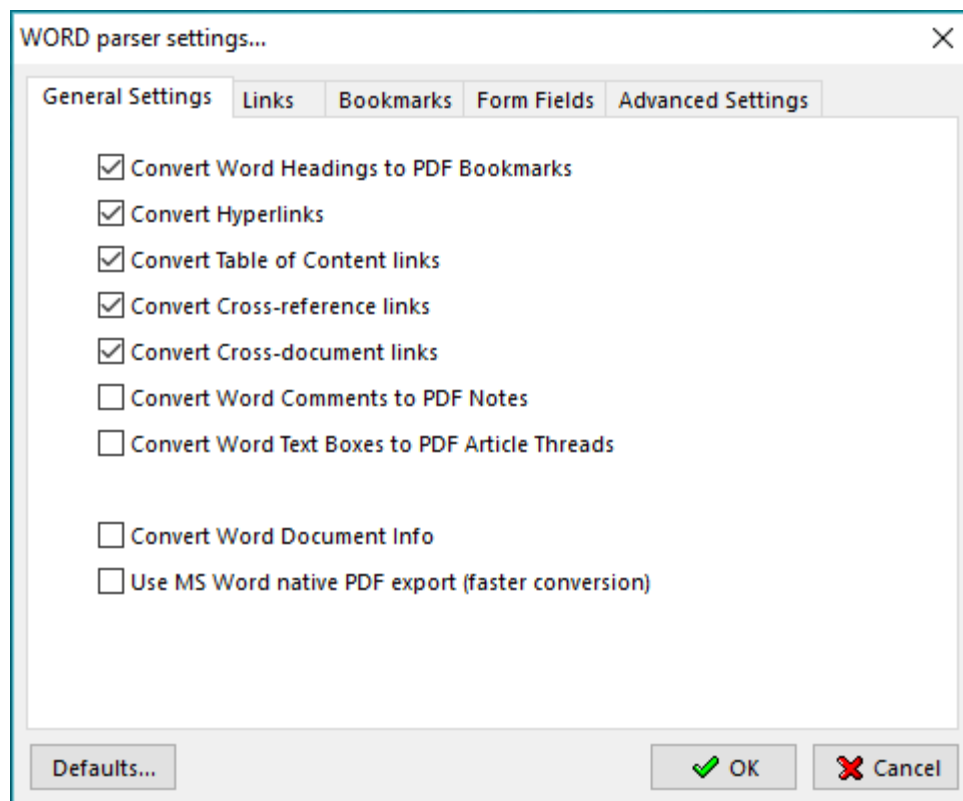 WORD parser settings...
General Settings Links Bookmarks Form Fields Advanced Settings
Convert Word Headings to PDF Bookmarks
Convert Hyperlinks
Convert Table of Content links
Convert Cross-reference links
Convert Cross-document links
Convert Word Comments to PDF Notes
Convert Word Text Boxes to PDF Article Threads
Convert Word Document Info
Use MS Word native PDF export (faster conversion)
Defaults... OK Cancel